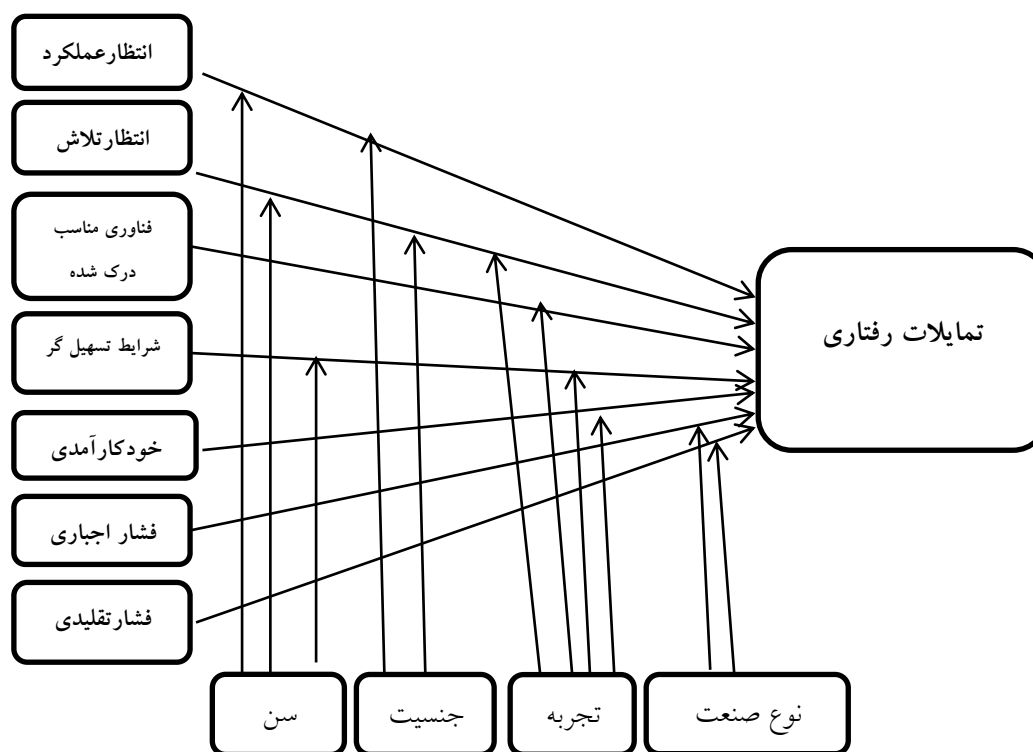 انتظارعملکرد
انتظارتلاش
فناوری مناسب
درک شده
شرایط تسهیل گر
خودکارآمدی
فشار اجباری
فشارتقلیدی
تمایلات رفتاری
نوع صنعت
تجربه
جنسیت
سن